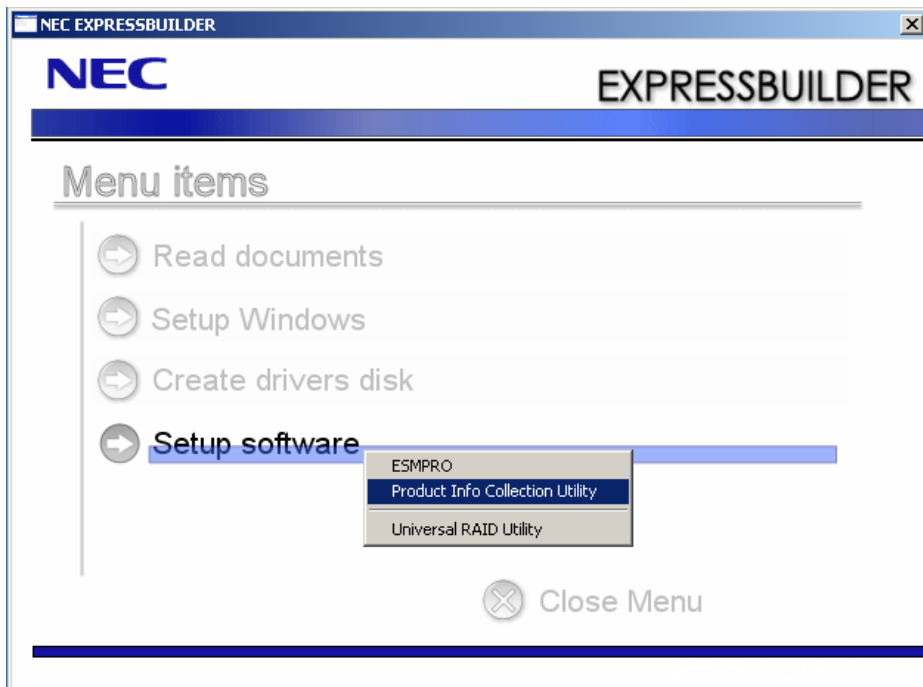 NEC EXPRESSBUILDER
NEC
EXPRESSBUILDER
Menu items
Read documents
Setup Windows
Create drivers disk
Setup software
ESMPRO
Product Info Collection Utility
Universal RAID Utility
Close Menu